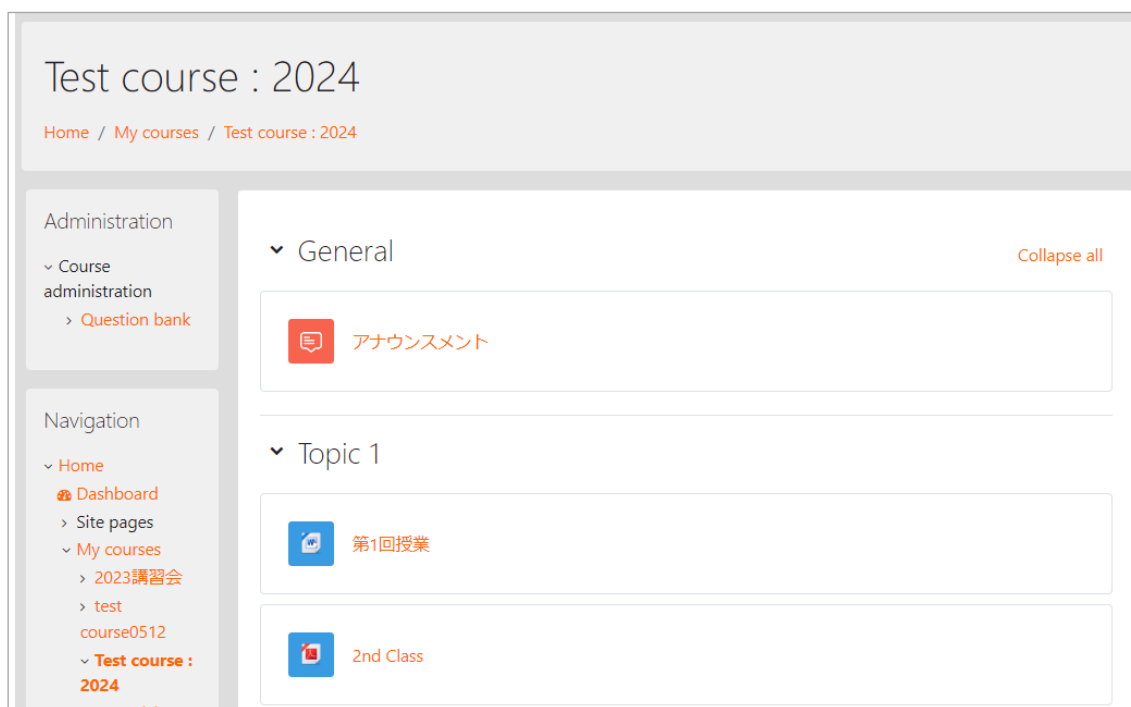 Test course : 2024
Home / My courses / Test course : 2024
Administration
Course
administration
Question bank
Navigation
Home
Dashboard
Site pages
My courses
2023講習会
test
course0512
Test course :
2024
General
Collapse all
アナウンスメント
Topic 1
第1回授業
2nd Class